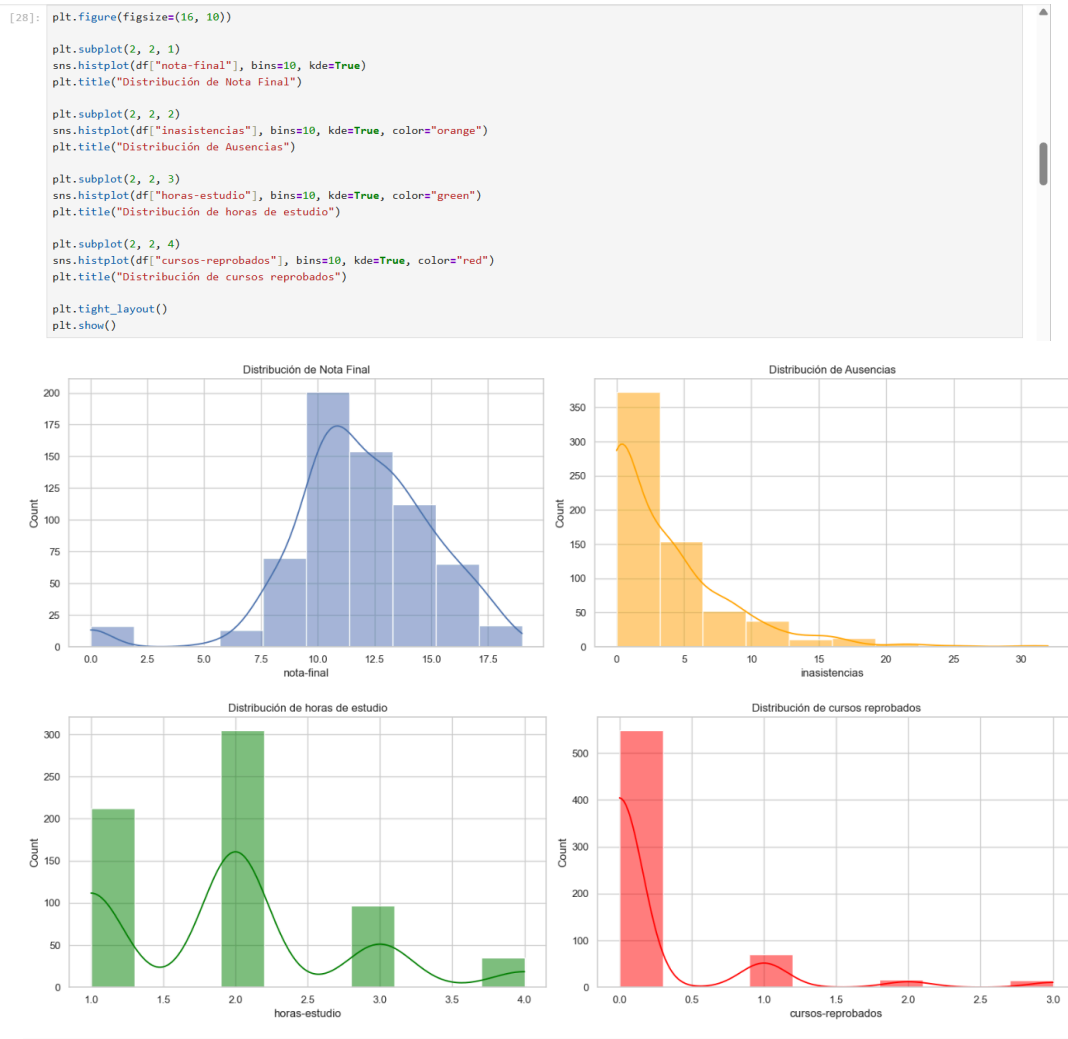 [28]: plt.figure(figsize=(16, 10))
plt.subplot(2, 2, 1)
sns.histplot(df["nota-final"], bins=10, kde=True)
plt.title("Distribución de Nota Final")
plt.subplot(2, 2, 2)
sns.histplot(df["inasistencias"], bins=10, kde=True, color="orange")
plt.title("Distribución de Ausencias")
plt.subplot(2, 2, 3)
sns.histplot(df["horas-estudio"], bins=10, kde=True, color="green")
plt.title("Distribución de horas de estudio")
plt.subplot(2, 2, 4)
sns.histplot(df["cursos-reprobados"], bins=10, kde=True, color="red")
plt.title("Distribución de cursos reprobados")
plt.tight_layout()
plt.show()
Distribución de Nota Final
200
175
150
125
100
75
50
25
0
Count
0.0 2.5 5.0 7.5 10.0 12.5 15.0 17.5
nota-final
Distribución de Ausencias
350
300
250
200
150
100
50
0
Count
0 5 10 15 20 25 30
inasistencias
Distribución de horas de estudio
300
250
200
150
100
50
0
Count
1.0 1.5 2.0 2.5 3.0 3.5 4.0
horas-estudio
Distribución de cursos reprobados
500
400
300
200
100
0
Count
0.0 0.5 1.0 1.5 2.0 2.5 3.0
cursos-reprobados